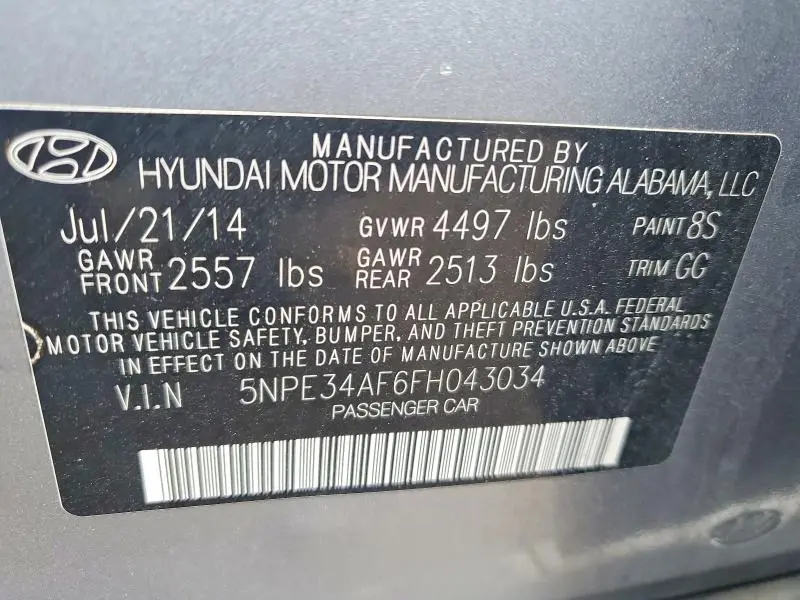 MANUFACTURED BY
HYUNDAI MOTOR MANUFACTURING ALABAMA, LLC
Jul/21/14 GVWR 4497 lbs PAINT 8S
GAWR FRONT 2557 lbs GAWR REAR 2513 lbs TRIM GG
THIS VEHICLE CONFORMS TO ALL APPLICABLE U.S.A. FEDERAL
MOTOR VEHICLE SAFETY, BUMPER, AND THEFT PREVENTION STANDARDS
IN EFFECT ON THE DATE OF MANUFACTURE SHOWN ABOVE
V.I.N 5NPE34AF6FH043034
PASSENGER CAR